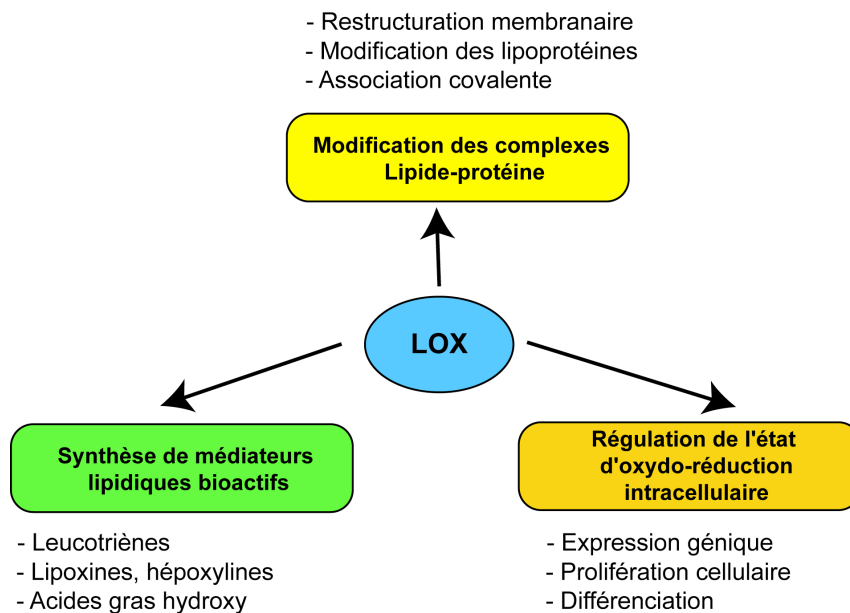 - Restructuration membranaire
- Modification des lipoprotéines
- Association covalente
Modification des complexes
Lipide-protéine
LOX
Synthèse de médiateurs
lipidiques bioactifs
- Leucotriènes
- Lipoxines, hépoxylines
- Acides gras hydroxy
Régulation de l'état
d'oxydo-réduction
intracellulaire
- Expression génique
- Prolifération cellulaire
- Différenciation